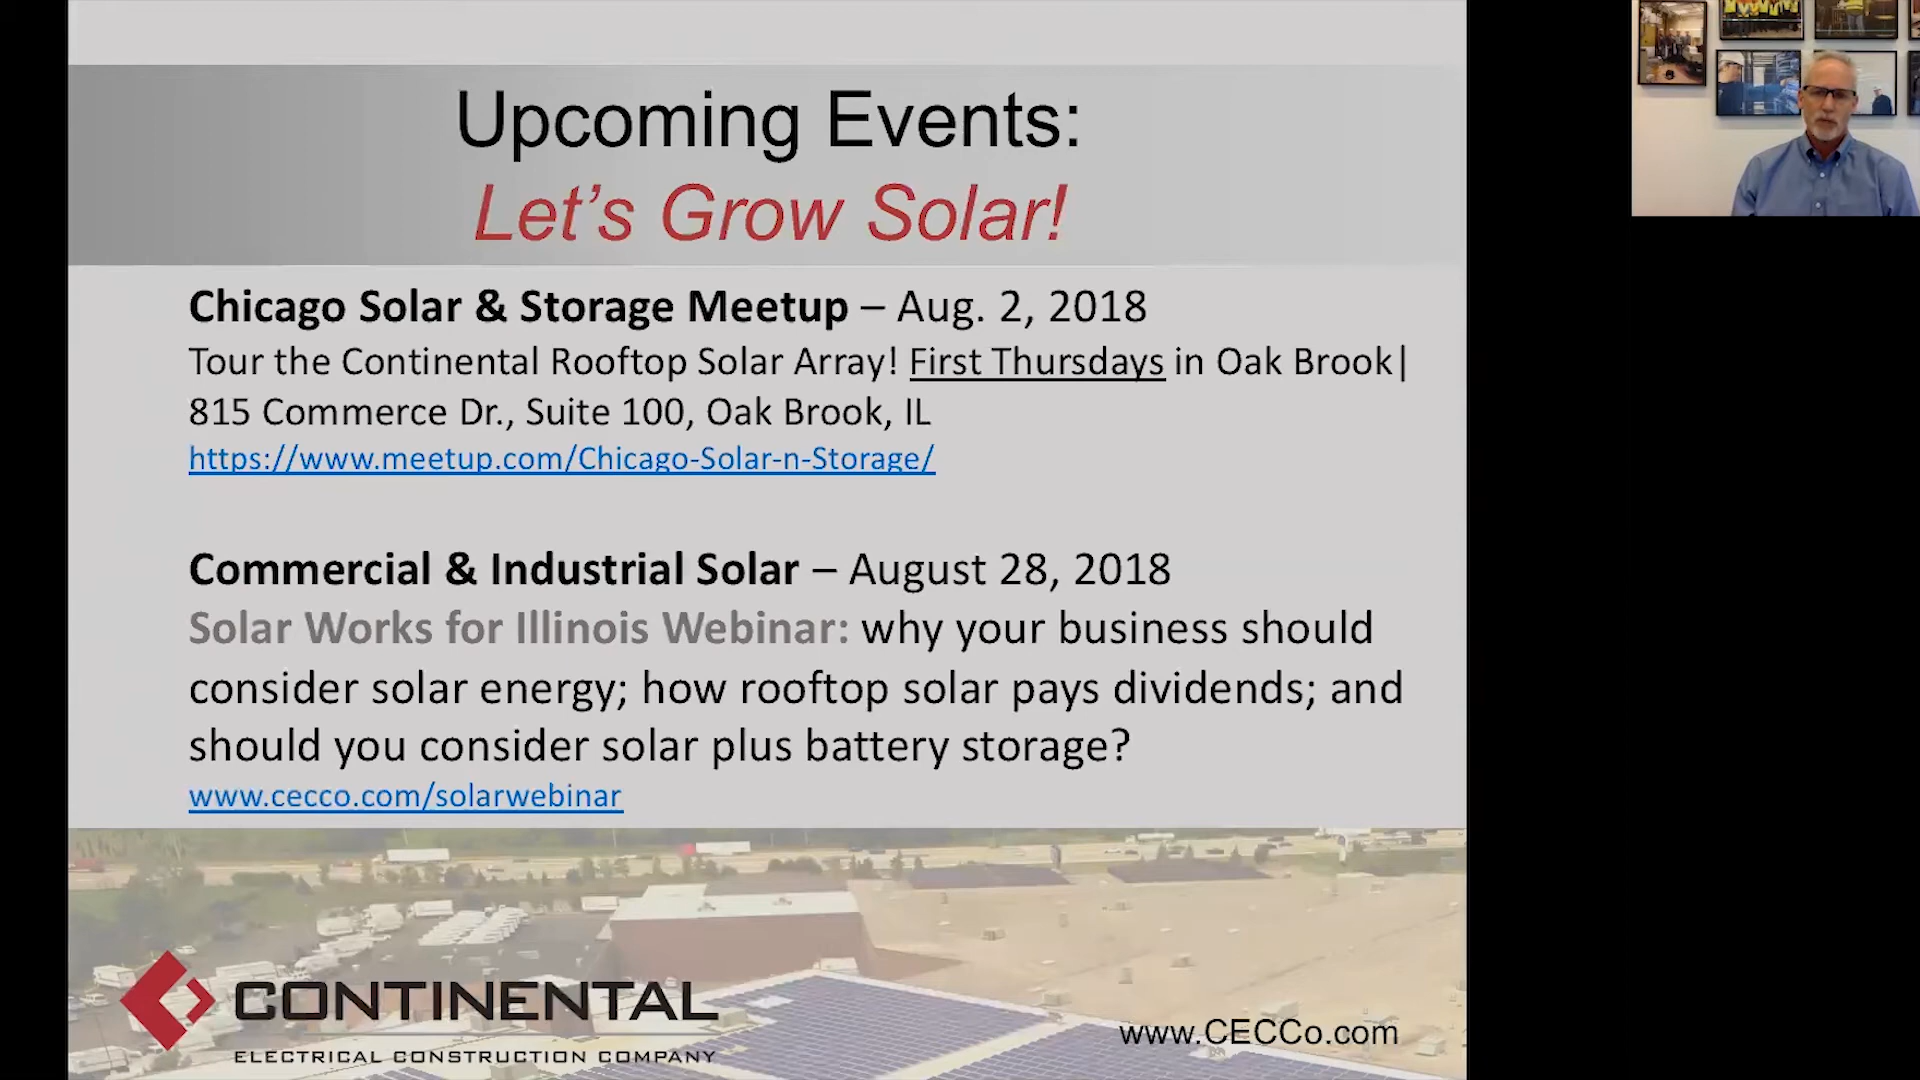 Upcoming Events:
Let's Grow Solar!
Chicago Solar & Storage Meetup – Aug. 2, 2018
Tour the Continental Rooftop Solar Array! First Thursdays in Oak Brook|
815 Commerce Dr., Suite 100, Oak Brook, IL
https://www.meetup.com/Chicago-Solar-n-Storage/
Commercial & Industrial Solar – August 28, 2018
Solar Works for Illinois Webinar: why your business should
consider solar energy; how rooftop solar pays dividends; and
should you consider solar plus battery storage?
www.cecco.com/solarwebinar
CONTINENTAL
ELECTRICAL CONSTRUCTION COMPANY
www.CECCo.com